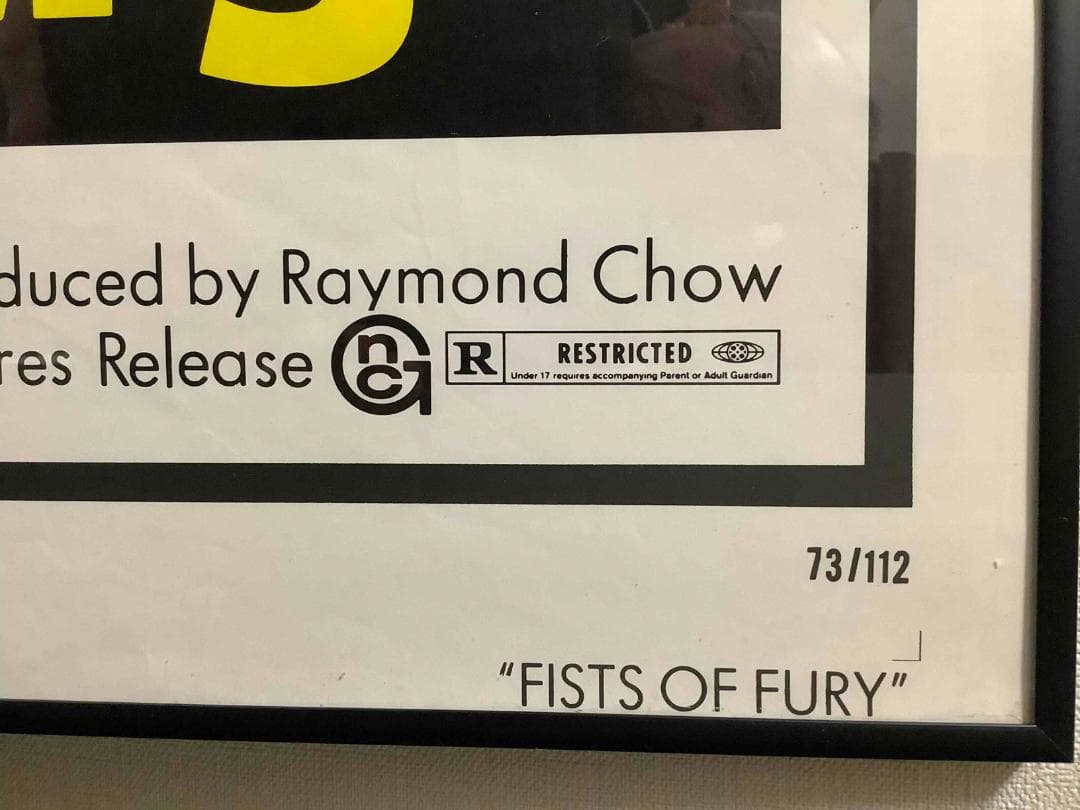 duced by Raymond Chow
res Release ncG R RESTRICTED
Under 17 requires accompanying Parent or Adult Guardian
73/112
"FISTS OF FURY"